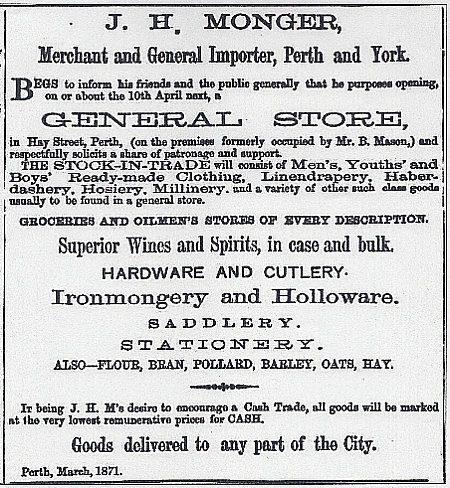 J. H. MONGER,
Merchant and General Importer, Perth and York.
BEGS to inform his friends and the public generally that he purposes opening,
on or about the 10th April next, a
GENERAL STORE,
in Hay Street, Perth, (on the premises formerly occupied by Mr. B. Mason,) and
respectfully solicits a share of patronage and support.
THE STOCK-IN-TRADE will consist of Men's, Youths' and
Boys' Ready-made Clothing, Linendrapery, Haber-
dashery, Hosiery, Millinery, and a variety of other such class goods
usually to be found in a general store.
GROCERIES AND OILMEN'S STORES OF EVERY DESCRIPTION.
Superior Wines and Spirits, in case and bulk.
HARDWARE AND CUTLERY.
Ironmongery and Holloware.
SADDLERY.
STATIONERY.
ALSO—FLOUR, BRAN, POLLARD, BARLEY, OATS, HAY.
It being J. H. M's desire to encourage a Cash Trade, all goods will be marked
at the very lowest remunerative prices for CASH.
Goods delivered to any part of the City.
Perth, March, 1871.